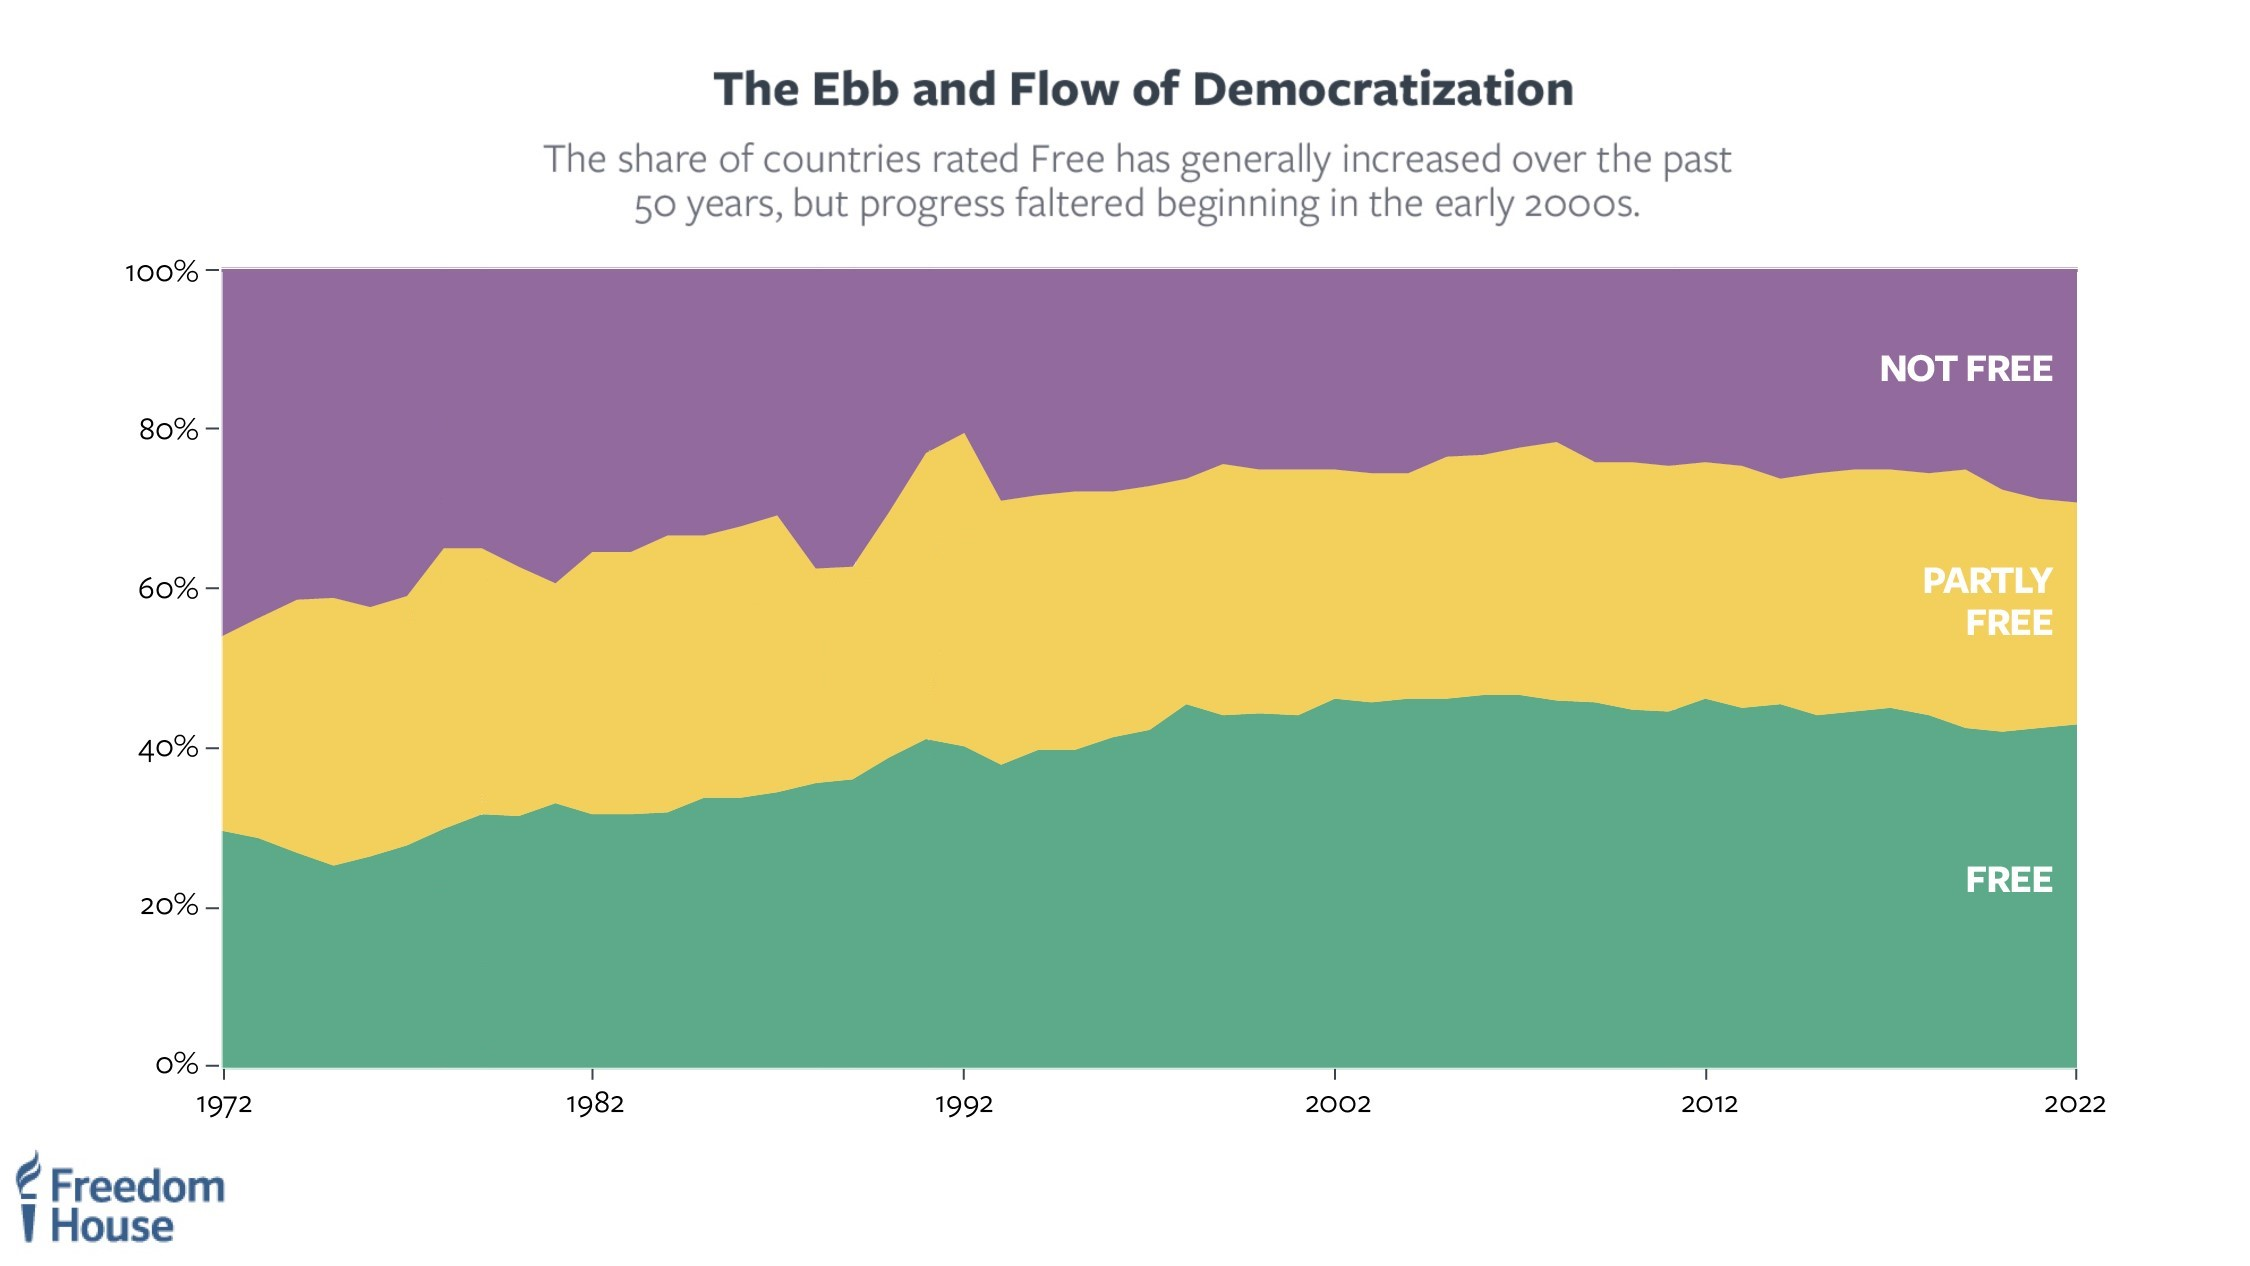 The Ebb and Flow of Democratization
The share of countries rated Free has generally increased over the past
50 years, but progress faltered beginning in the early 2000s.
100%
80%
60%
40%
20%
0%
NOT FREE
PARTLY
FREE
FREE
1972
1982
1992
2002
2012
2022
Freedom
House